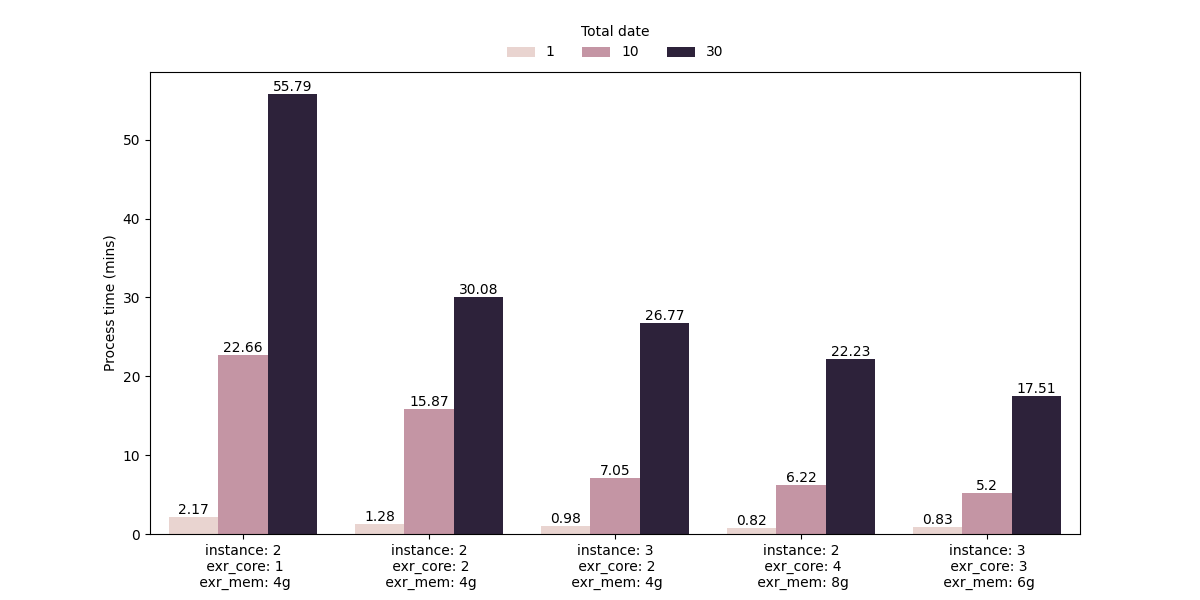 Total date
1 10 30
Process time (mins)
50
40
30
20
10
0
2.17 22.66 55.79
1.28 15.87 30.08
0.98 7.05 26.77
0.82 6.22 22.23
0.83 5.2 17.51
instance: 2
exr_core: 1
exr_mem: 4g
instance: 2
exr_core: 2
exr_mem: 4g
instance: 3
exr_core: 2
exr_mem: 4g
instance: 2
exr_core: 4
exr_mem: 8g
instance: 3
exr_core: 3
exr_mem: 6g